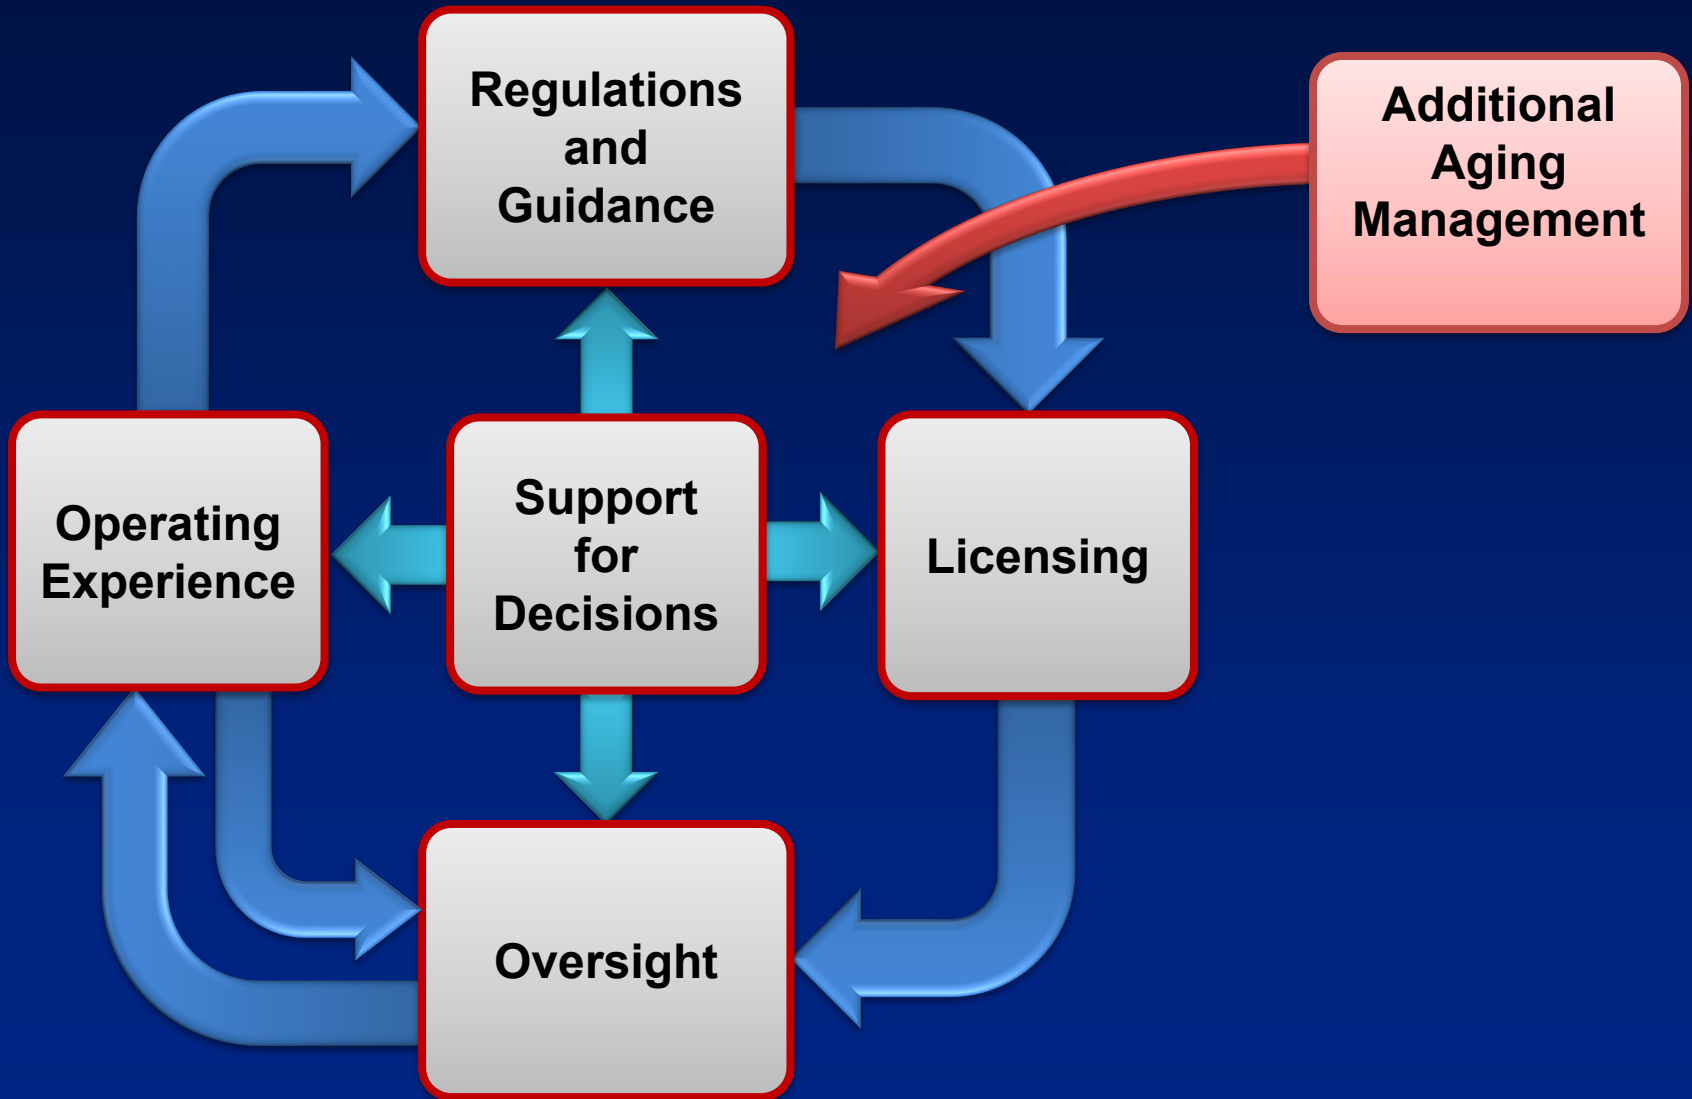 Regulations
and
Guidance
Additional
Aging
Management
Operating
Experience
Support
for
Decisions
Licensing
Oversight